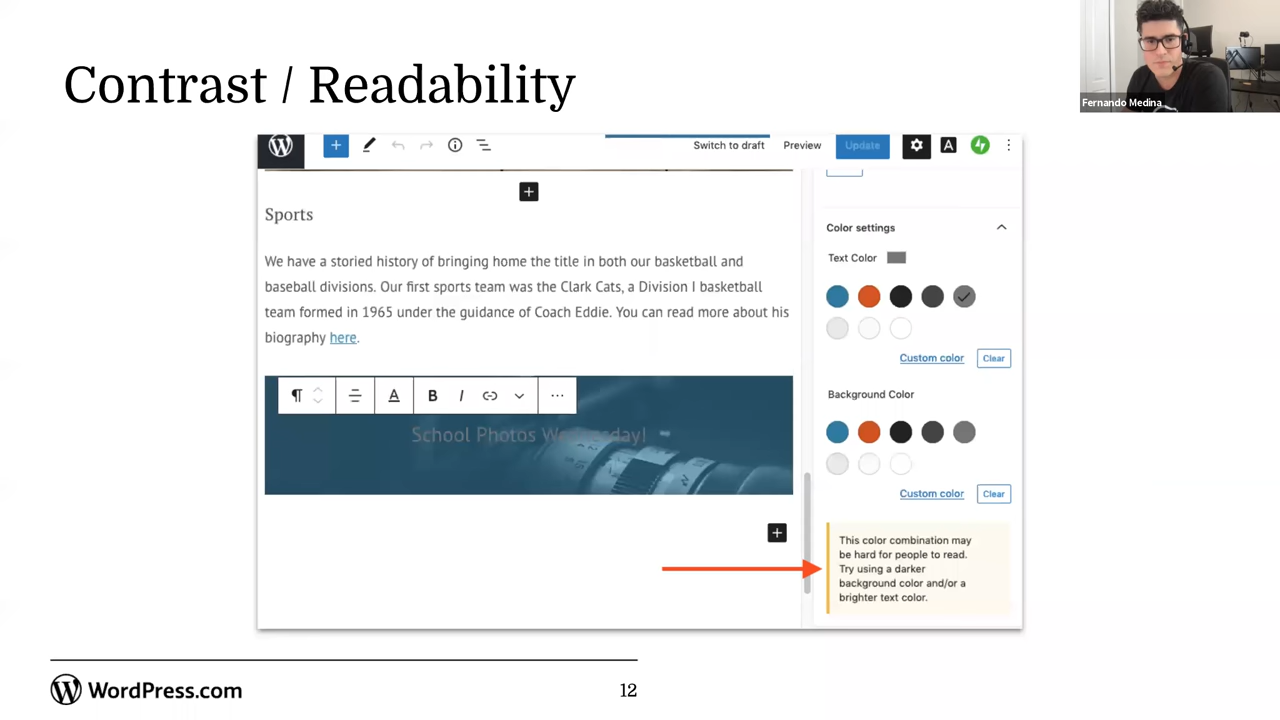 Contrast / Readability
Fernando Medina
Switch to draft
Preview
Update
Sports
We have a storied history of bringing home the title in both our basketball and
baseball divisions. Our first sports team was the Clark Cats, a Division I basketball
team formed in 1965 under the guidance of Coach Eddie. You can read more about his
biography here.
B I
School Photos Wednesday!
Color settings
Text Color
Custom color
Clear
Background Color
Custom color
Clear
This color combination may
be hard for people to read.
Try using a darker
background color and/or a
brighter text color.
WordPress.com
12